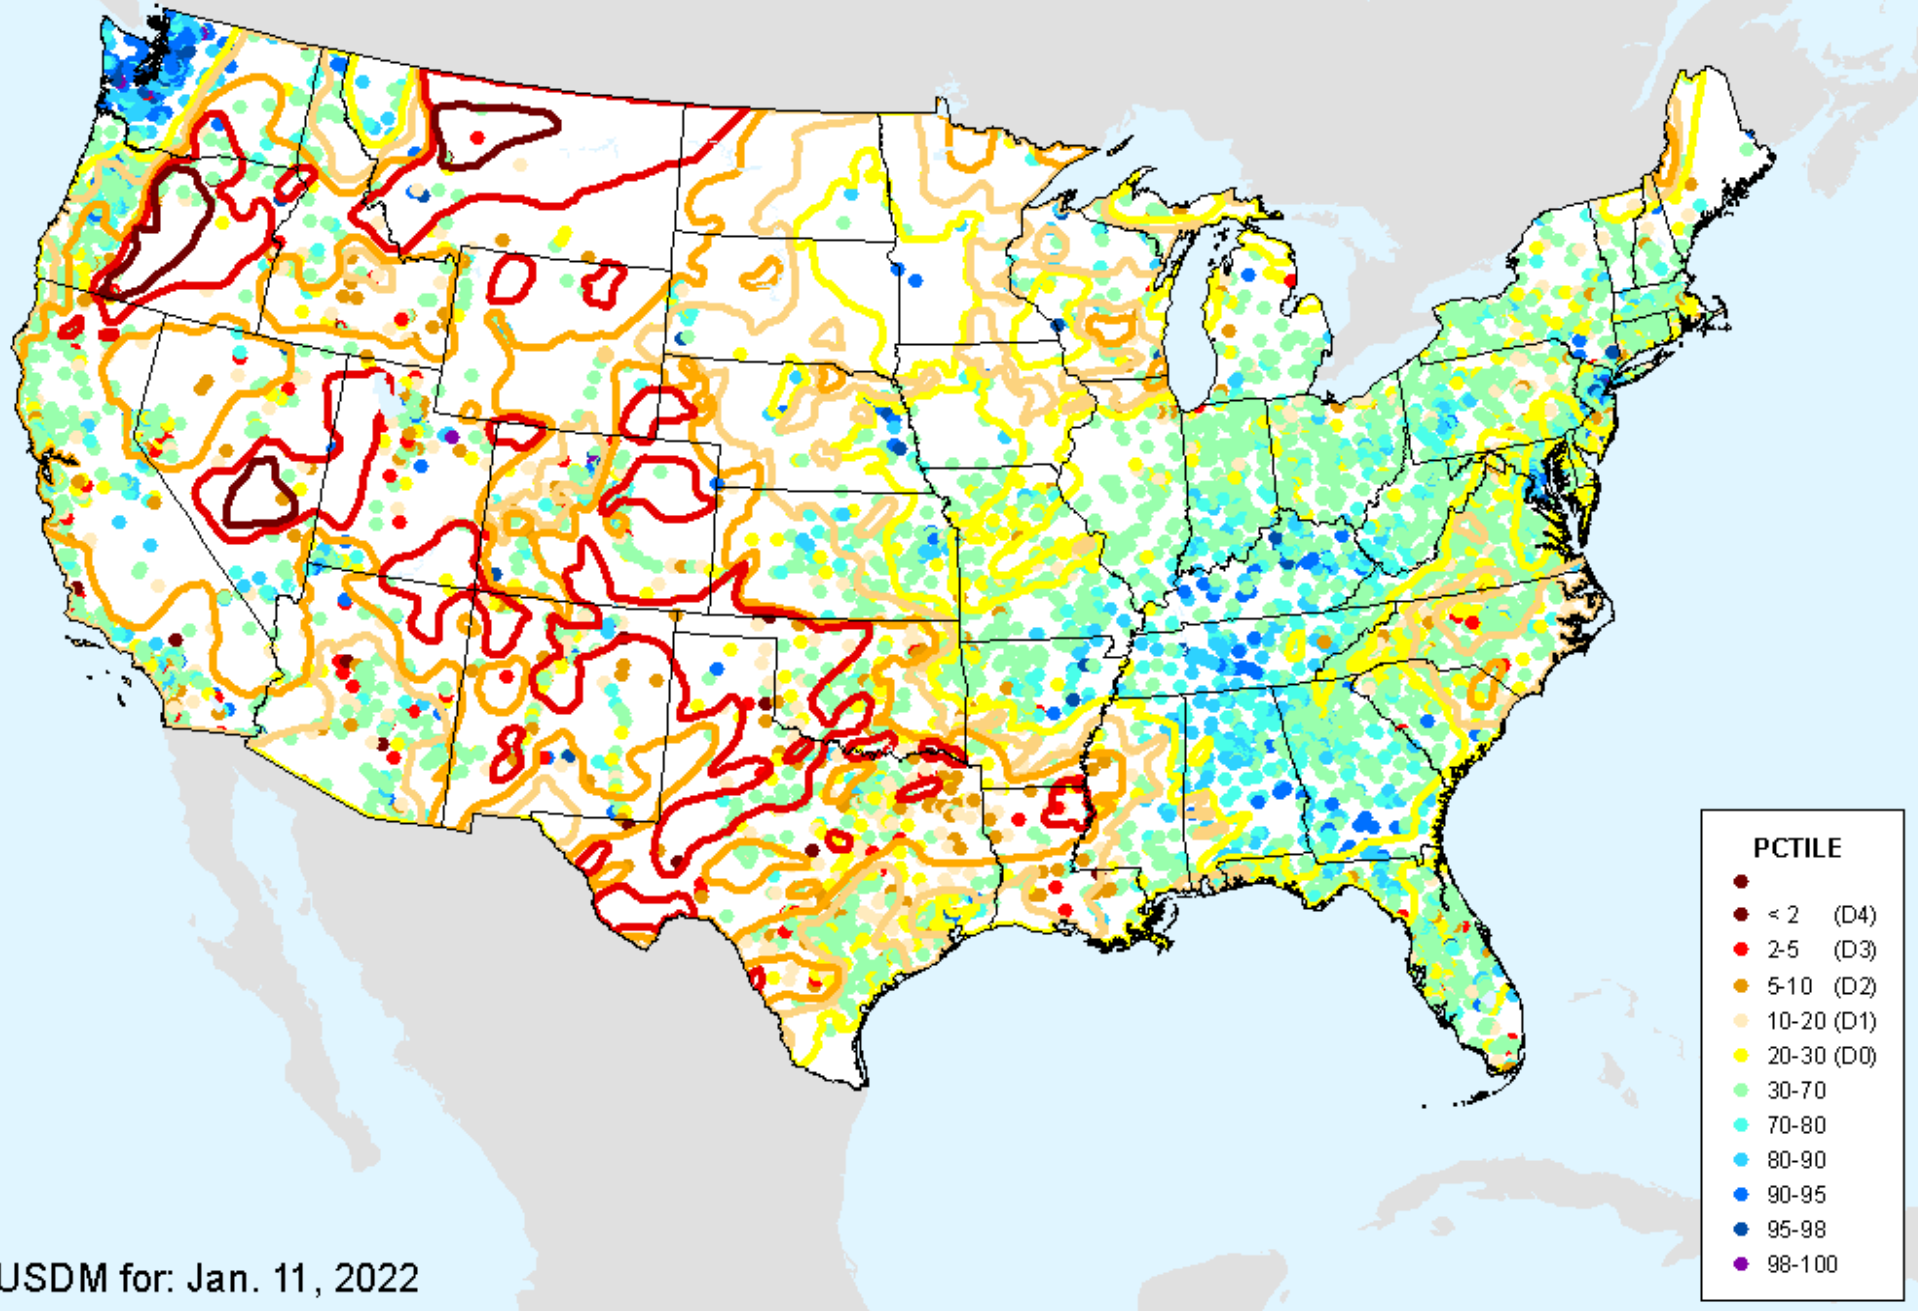 PCTILE
< 2 (D4)
2-5 (D3)
5-10 (D2)
10-20 (D1)
20-30 (D0)
30-70
70-80
80-90
90-95
95-98
98-100
USDM for: Jan. 11, 2022